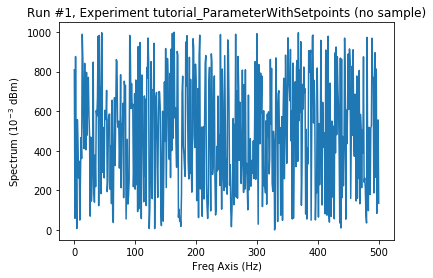 Run #1, Experiment tutorial_ParameterWithSetpoints (no sample)
1000
800
600
400
200
0
Spectrum (10⁻³ dBm)
0 100 200 300 400 500
Freq Axis (Hz)